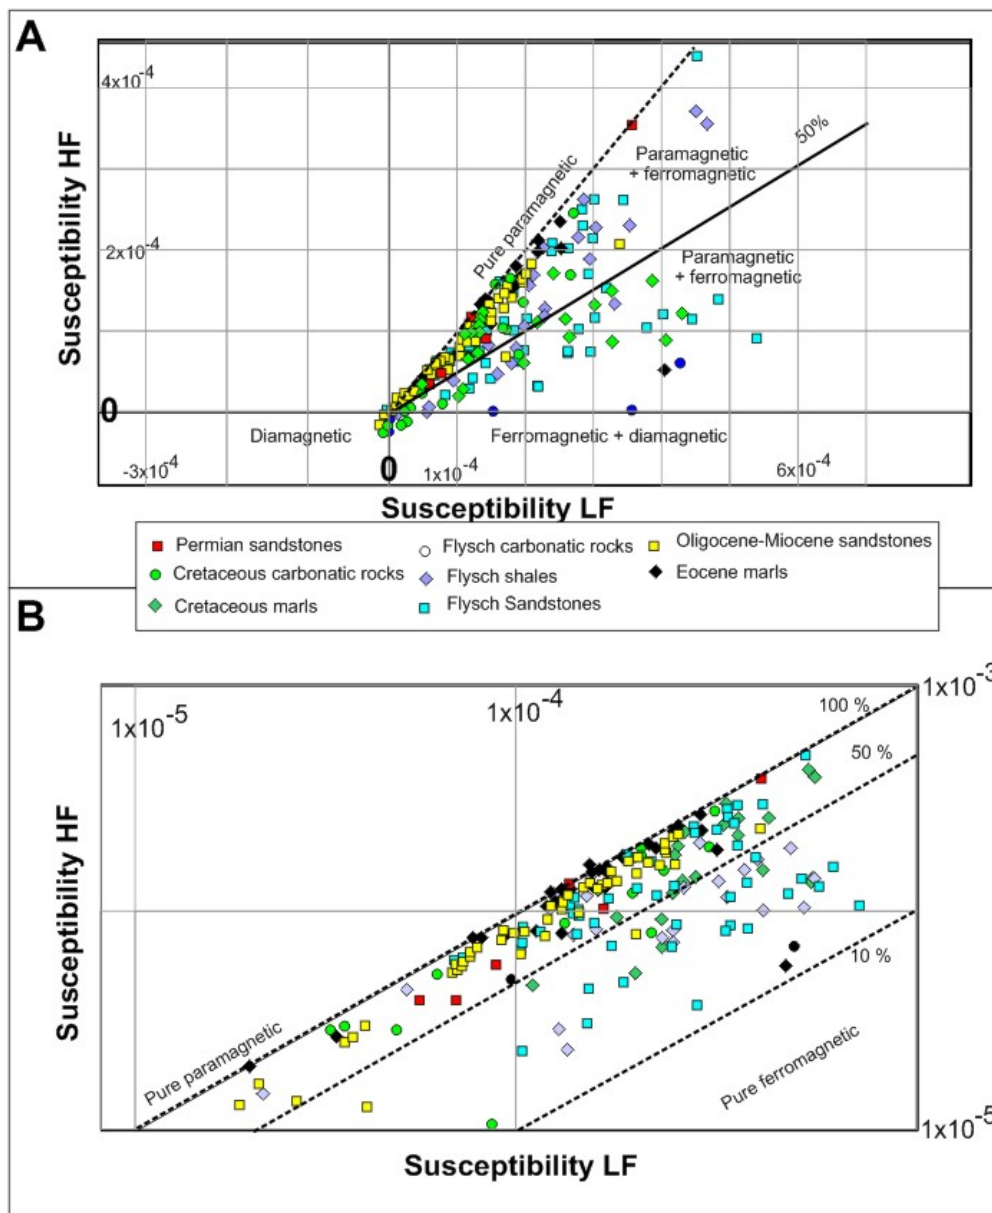 A
4x10-4
50%
Paramagnetic
+ ferromagnetic
Pure paramagnetic
2x10-4
Paramagnetic
+ ferromagnetic
Susceptibility HF
0
Diamagnetic
Ferromagnetic + diamagnetic
-3x10-4
0
1x10-4
6x10-4
Susceptibility LF
Permian sandstones
Flysch carbonatic rocks
Oligocene-Miocene sandstones
Cretaceous carbonatic rocks
Flysch shales
Eocene marls
Cretaceous marls
Flysch Sandstones
B
1x10-5
1x10-4
1x10-3
100 %
50 %
Susceptibility HF
10 %
Pure paramagnetic
Pure ferromagnetic
1x10-5
Susceptibility LF